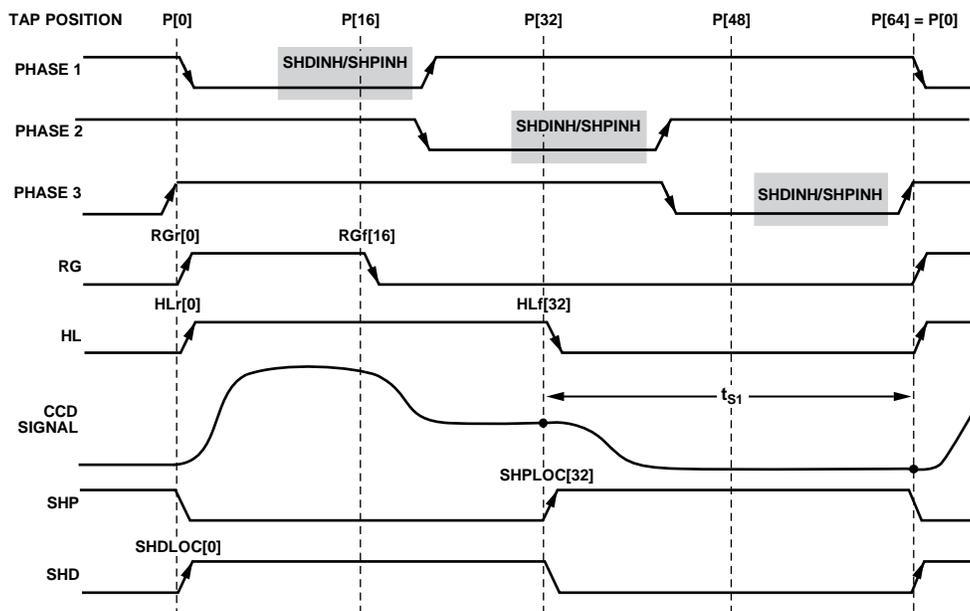 TAP POSITION P[0] P[16] P[32] P[48] P[64] = P[0]
PHASE 1
SHDINH/SHPINH
PHASE 2
SHDINH/SHPINH
PHASE 3
SHDINH/SHPINH
RGr[0] RGf[16]
RG
HLr[0] HLf[32]
HL
tS1
CCD
SIGNAL
SHPLOC[32]
SHP
SHDLOC[0]
SHD